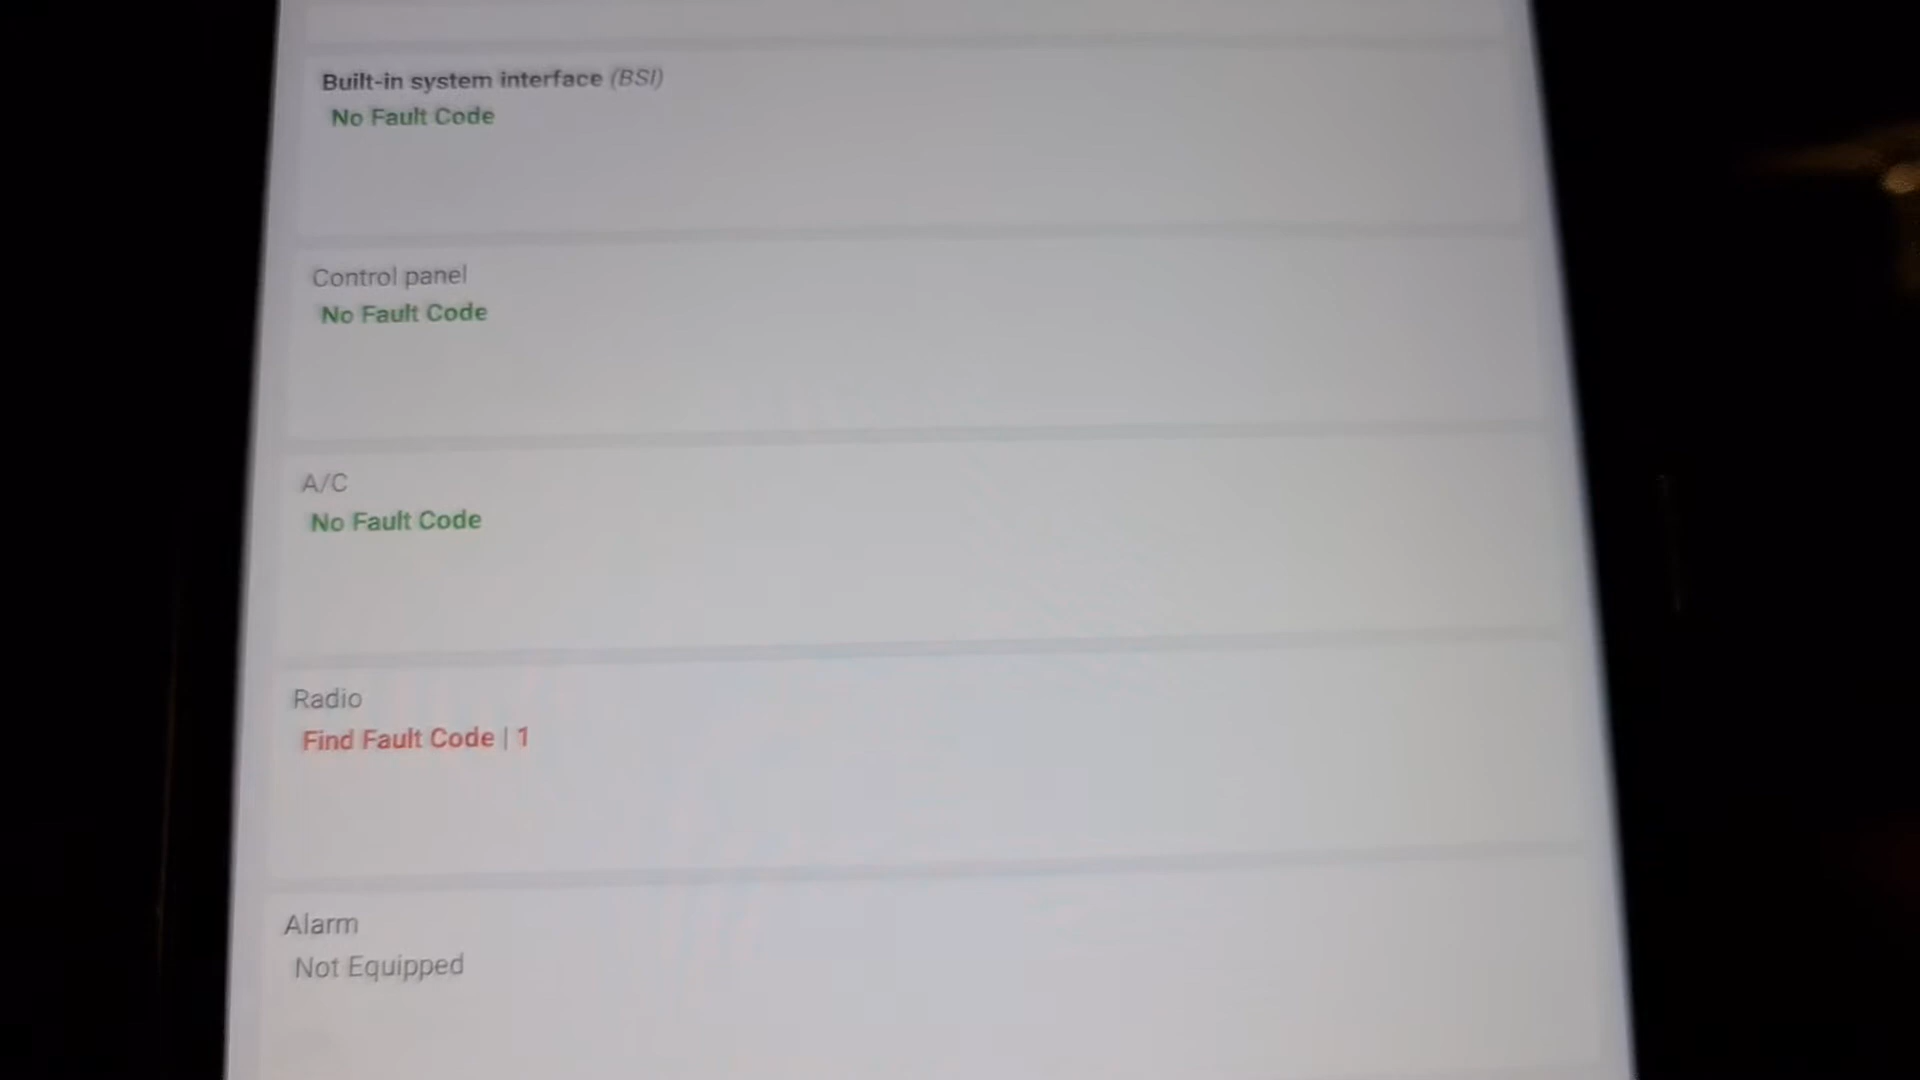 Built-in system interface (BSI)
No Fault Code
Control panel
No Fault Code
A/C
No Fault Code
Radio
Find Fault Code | 1
Alarm
Not Equipped